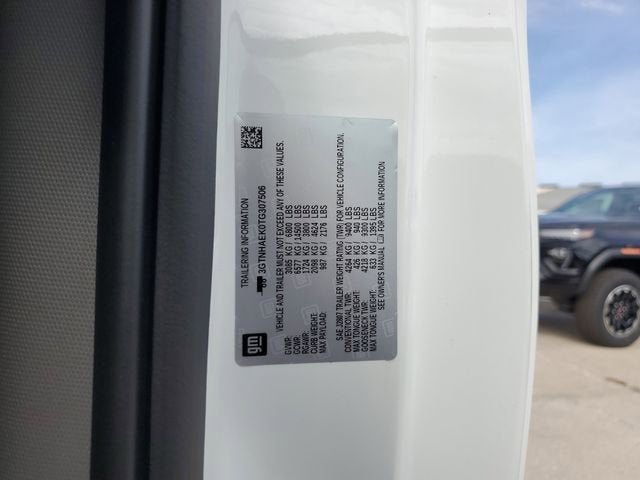 TRAILERING INFORMATION
3GTNHAEK0TG307506
gm
VEHICLE AND TRAILER MUST NOT EXCEED ANY OF THESE VALUES.
GVWR: 3085 KG / 6800 LBS
GCWR: 6577 KG / 14500 LBS
RGAWR: 1724 KG / 3800 LBS
CURB WEIGHT: 2098 KG / 4624 LBS
MAX PAYLOAD: 987 KG / 2176 LBS
SAE J2807 TRAILER WEIGHT RATING (TWR) FOR VEHICLE CONFIGURATION.
CONVENTIONAL TWR: 4264 KG / 9400 LBS
MAX TONGUE WEIGHT: 426 KG / 940 LBS
GOOSENECK TWR: 4218 KG / 9300 LBS
MAX TONGUE WEIGHT: 633 KG / 1395 LBS
SEE OWNER'S MANUAL FOR MORE INFORMATION